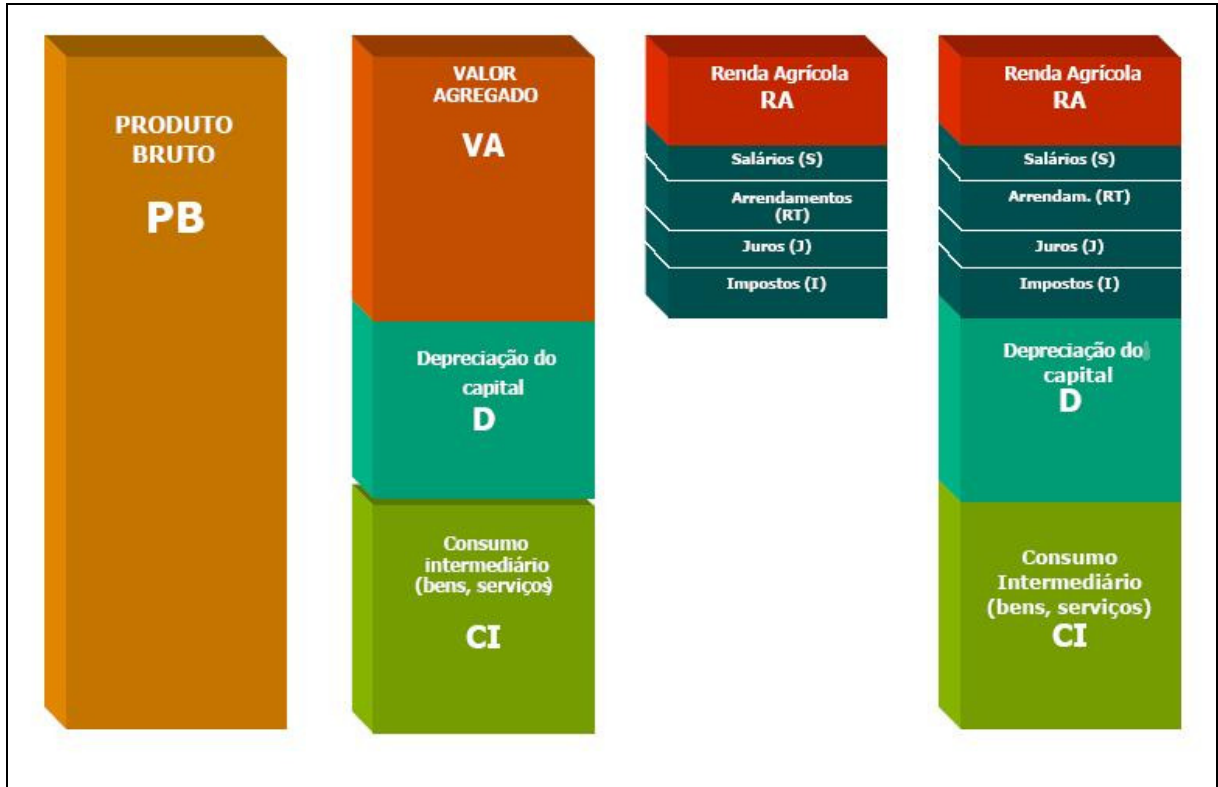 PRODUTO
BRUTO
PB
VALOR
AGREGADO
VA
Depreciação do
capital
D
Consumo
intermediário
(bens, serviços)
CI
Renda Agrícola
RA
Salários (S)
Arrendamentos
(RT)
Juros (J)
Impostos (I)
Renda Agrícola
RA
Salários (S)
Arrendam. (RT)
Juros (J)
Impostos (I)
Depreciação do
capital
D
Consumo
Intermediário
(bens, serviços)
CI